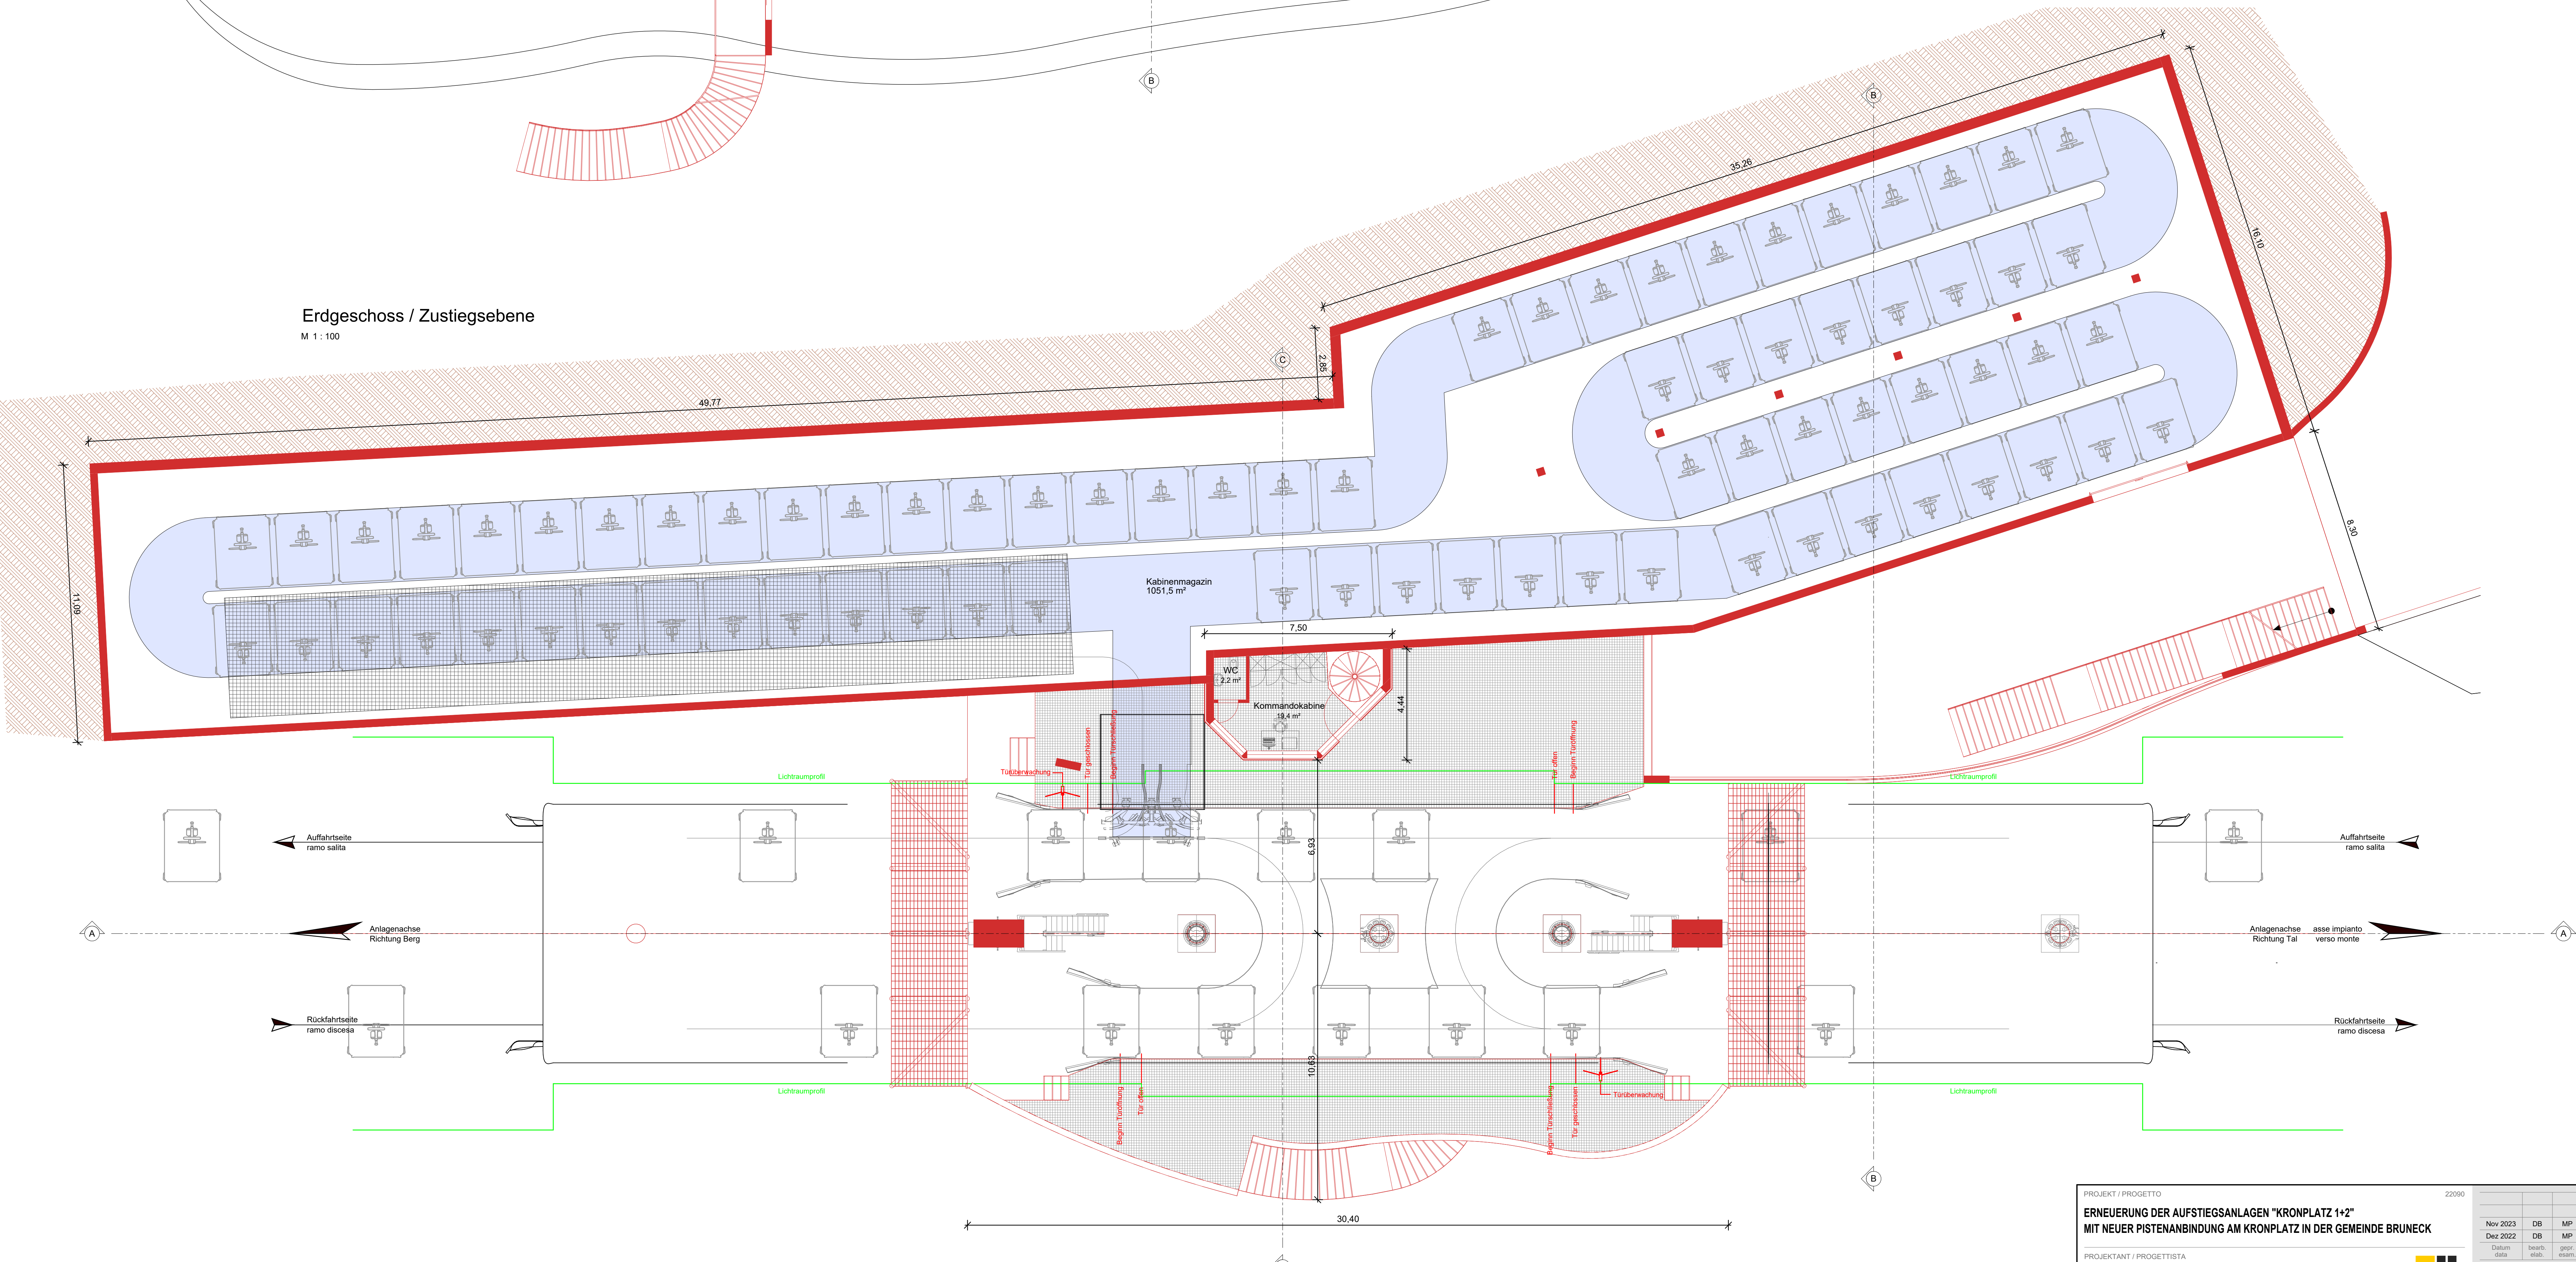 B
B
35,26
16,10
Erdgeschoss / Zustiegsebene
M 1 : 100
C
2,85
49,77
11,09
8,30
Kabinenmagazin
1051,5 m²
7,50
WC
2,2 m²
4,44
Kommandokabine
19,4 m²
Tür geschlossen
Beginn Türschließung
Türüberwachung
Tür offen
Beginn Türöffnung
Lichtraumprofil
Lichtraumprofil
Auffahrtseite
ramo salita
6,93
Auffahrtseite
ramo salita
A
Anlagenachse
Richtung Berg
Anlagenachse asse impianto
Richtung Tal verso monte
A
Rückfahrtseite
ramo discesa
Rückfahrtseite
ramo discesa
10,63
Lichtraumprofil
Beginn Türöffnung
Tür offen
Beginn Türschließung
Tür geschlossen
Türüberwachung
Lichtraumprofil
B
30,40
PROJEKT / PROGETTO 22090
ERNEUERUNG DER AUFSTIEGSANLAGEN "KRONPLATZ 1+2"
MIT NEUER PISTENANBINDUNG AM KRONPLATZ IN DER GEMEINDE BRUNECK
Nov 2023 DB MP
Dez 2022 DB MP
Datum bearb. gepr.
data elab. esam.
PROJEKTANT / PROGETTISTA